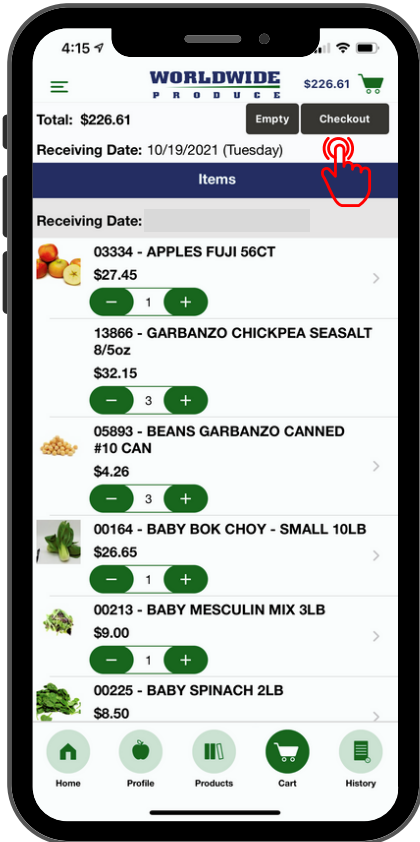 4:15
WORLDWIDE
PRODUCE
$226.61
Total: $226.61
Empty
Checkout
Receiving Date: 10/19/2021 (Tuesday)
Items
Receiving Date:
03334 - APPLES FUJI 56CT
$27.45
1
13866 - GARBANZO CHICKPEA SEASALT
8/5oz
$32.15
3
05893 - BEANS GARBANZO CANNED
#10 CAN
$4.26
3
00164 - BABY BOK CHOY - SMALL 10LB
$26.65
1
00213 - BABY MESCULIN MIX 3LB
$9.00
1
00225 - BABY SPINACH 2LB
$8.50
Home
Profile
Products
Cart
History